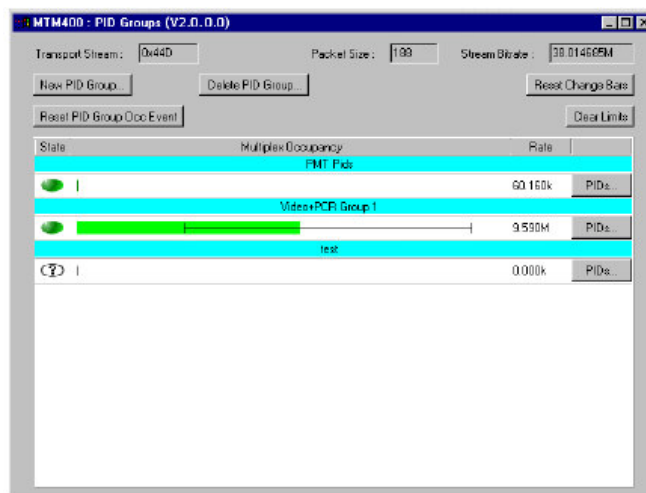 MTM400 : PID Groups (V2.0.0.0)
Transport Stream : 0x44D Packet Size : 188 Stream Bitrate : 38.014685M
New PID Group... Delete PID Group... Reset Change Bars
Reset PID Group Occ Event Clear Limits
State Multiplex Occupancy Rate
PMT Pids
60.160k PIDs...
Video+PCR Group 1
9.590M PIDs...
test
0.000k PIDs...